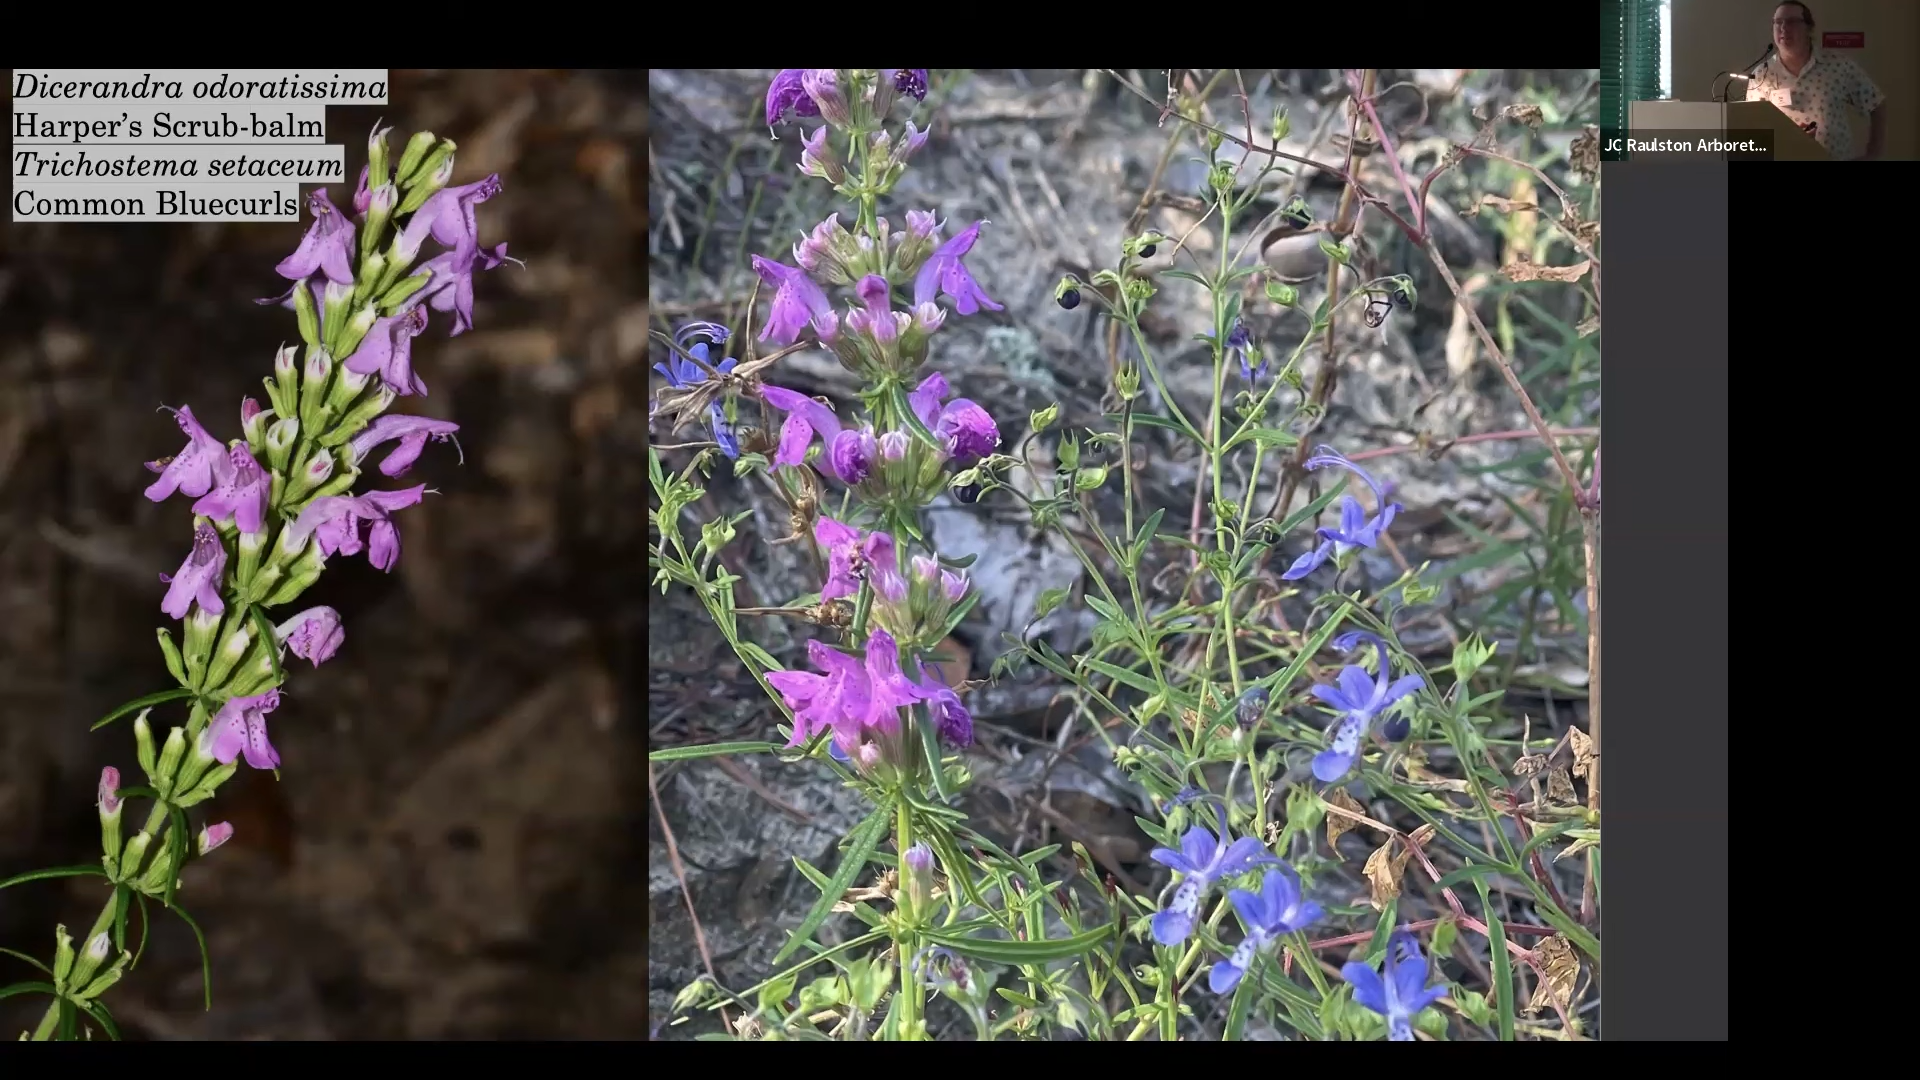 Dicerandra odoratissima
Harper's Scrub-balm
Trichostema setaceum
Common Bluecurls
JC Raulston Arboret...